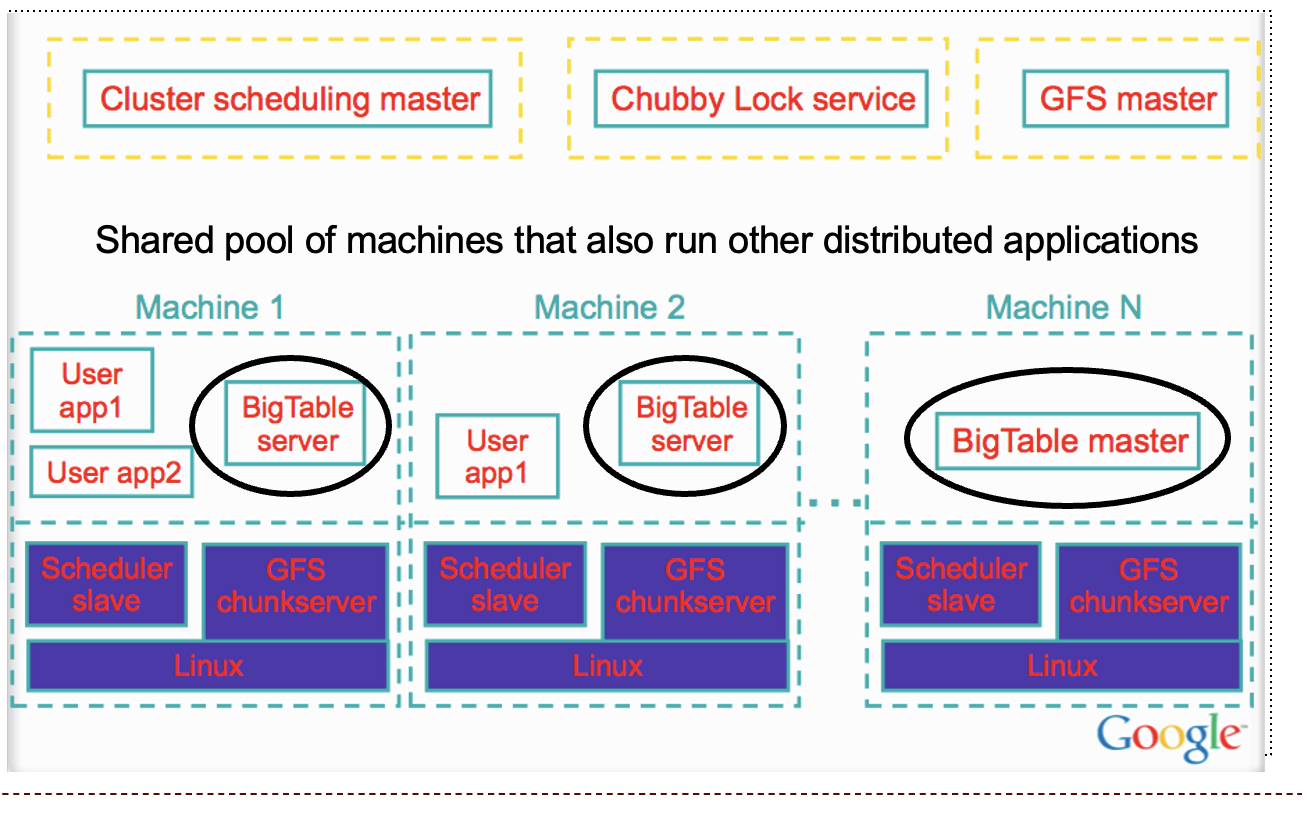 Cluster scheduling master
Chubby Lock service
GFS master
Shared pool of machines that also run other distributed applications
Machine 1
Machine 2
Machine N
User
app1
User app2
BigTable
server
User
app1
BigTable
server
....
BigTable master
Scheduler
slave
GFS
chunkserver
Linux
Scheduler
slave
GFS
chunkserver
Linux
Scheduler
slave
GFS
chunkserver
Linux
Google™